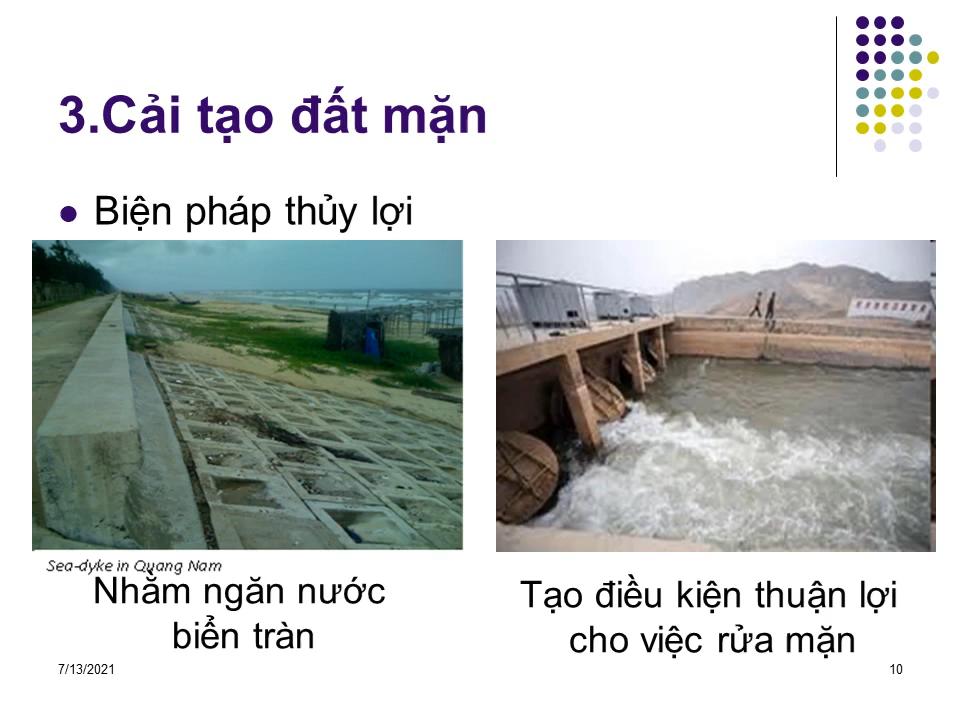 3.Cải tạo đất mặn
Biện pháp thủy lợi
Sea-dyke in Quang Nam
Nhằm ngăn nước
biển tràn
Tạo điều kiện thuận lợi
cho việc rửa mặn
7/13/2021
10